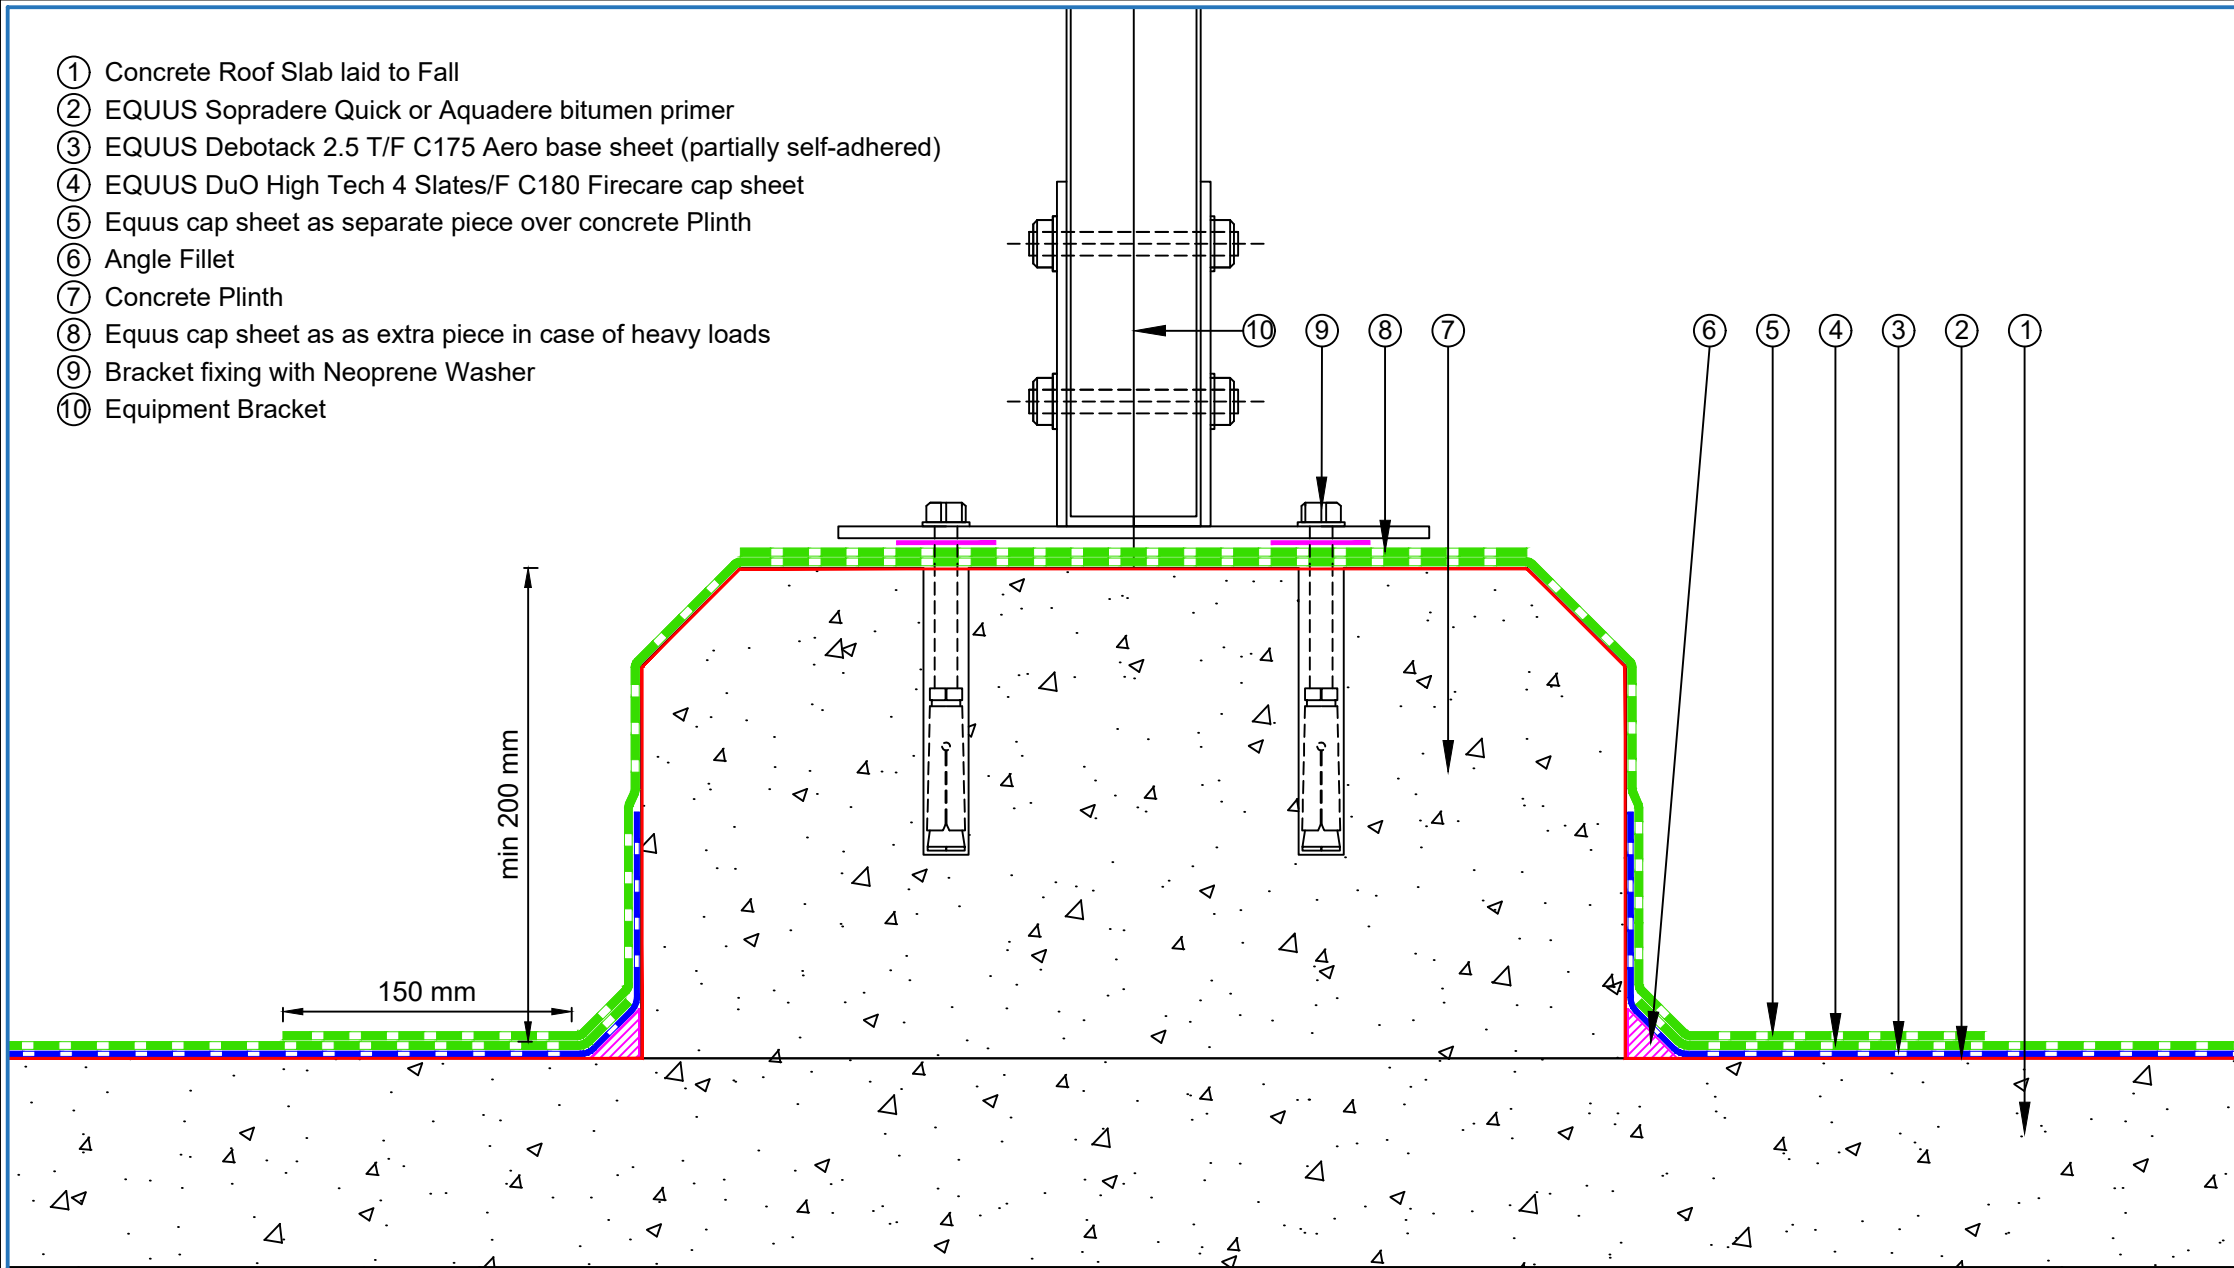 ① Concrete Roof Slab laid to Fall
② EQUUS Sopradere Quick or Aquadere bitumen primer
③ EQUUS Debotack 2.5 T/F C175 Aero base sheet (partially self-adhered)
④ EQUUS DuO High Tech 4 Slates/F C180 Firecare cap sheet
⑤ Equus cap sheet as separate piece over concrete Plinth
⑥ Angle Fillet
⑦ Concrete Plinth
⑧ Equus cap sheet as as extra piece in case of heavy loads
⑨ Bracket fixing with Neoprene Washer
⑩ Equipment Bracket
⑩ ⑨ ⑧ ⑦ ⑥ ⑤ ④ ③ ② ①
min 200 mm
150 mm